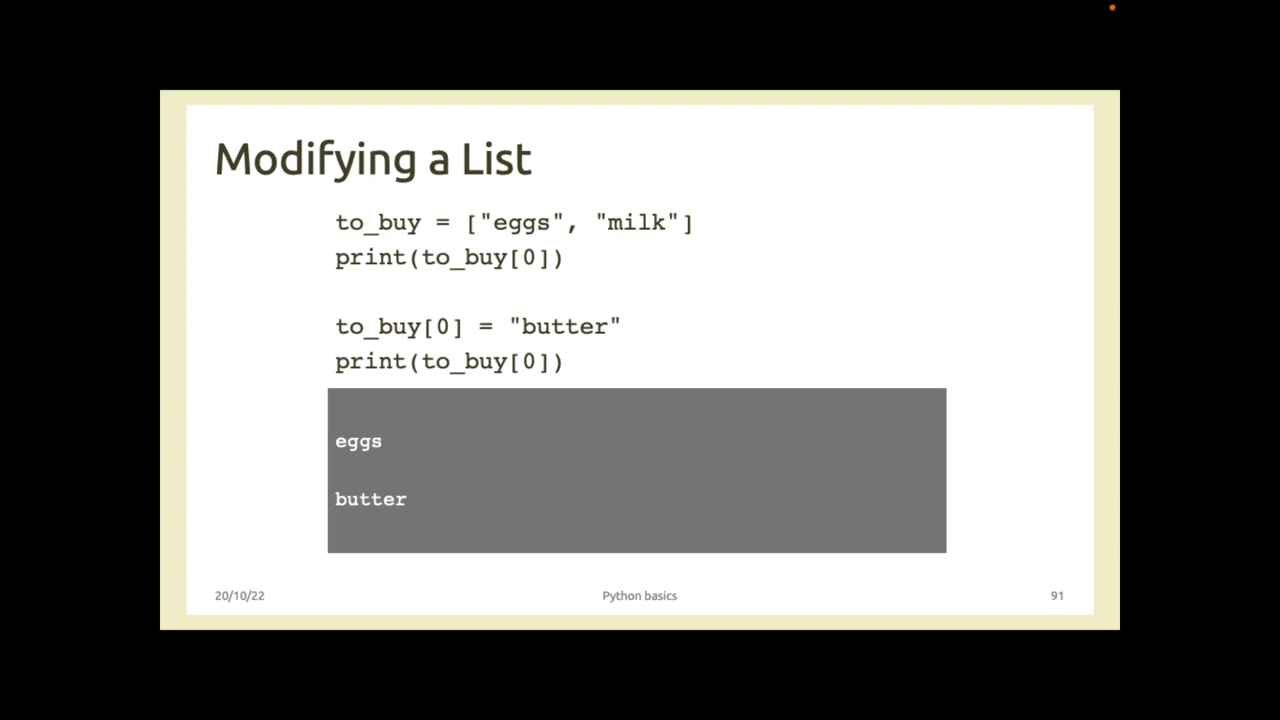 Modifying a List
to_buy = ["eggs", "milk"]
print(to_buy[0])
to_buy[0] = "butter"
print(to_buy[0])
eggs
butter
20/10/22
Python basics
91